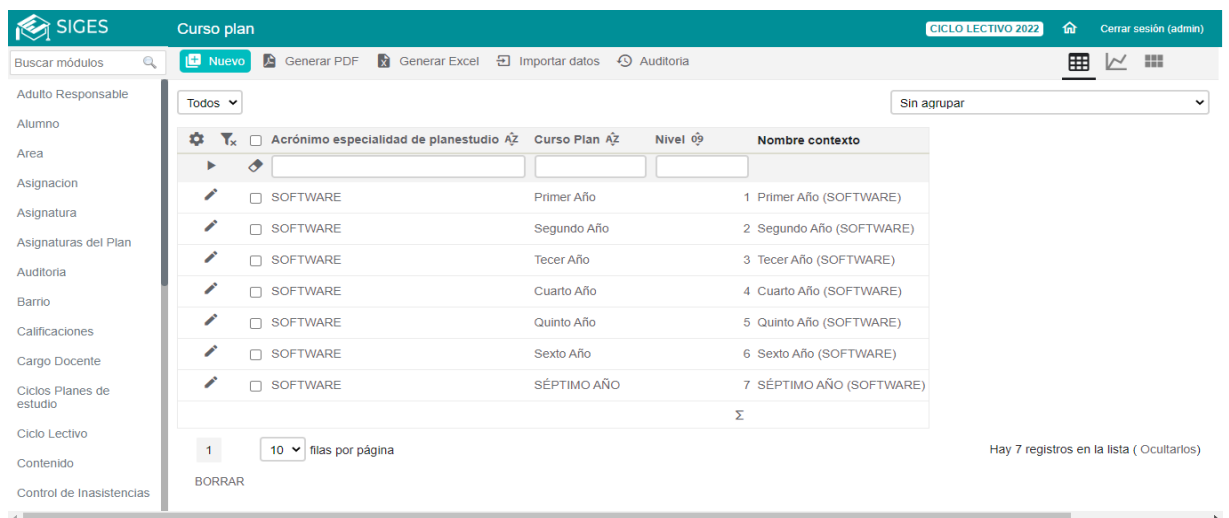 SIGES
Curso plan
CICLO LECTIVO 2022
Cerrar sesión (admin)
Buscar módulos
Nuevo
Generar PDF
Generar Excel
Importar datos
Auditoria
Adulto Responsable
Alumno
Area
Asignacion
Asignatura
Asignaturas del Plan
Auditoria
Barrio
Calificaciones
Cargo Docente
Ciclos Planes de
estudio
Ciclo Lectivo
Contenido
Control de Inasistencias
Todos
Sin agrupar
Acrónimo especialidad de planestudio AZ Curso Plan AZ Nivel 09 Nombre contexto
SOFTWARE Primer Año 1 Primer Año (SOFTWARE)
SOFTWARE Segundo Año 2 Segundo Año (SOFTWARE)
SOFTWARE Tecer Año 3 Tecer Año (SOFTWARE)
SOFTWARE Cuarto Año 4 Cuarto Año (SOFTWARE)
SOFTWARE Quinto Año 5 Quinto Año (SOFTWARE)
SOFTWARE Sexto Año 6 Sexto Año (SOFTWARE)
SOFTWARE SÉPTIMO AÑO 7 SÉPTIMO AÑO (SOFTWARE)
Σ
1 10 filas por página
Hay 7 registros en la lista ( Ocultarlos)
BORRAR